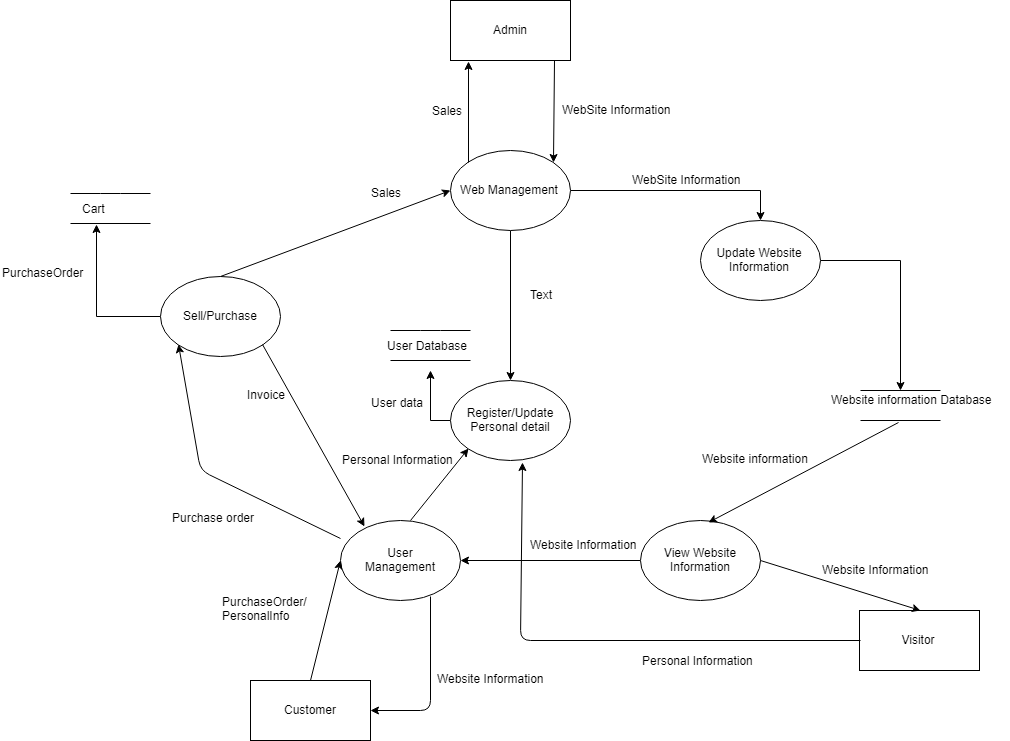 Admin
Sales
WebSite Information
Web Management
WebSite Information
Sales
Cart
Update Website
Information
PurchaseOrder
Sell/Purchase
Text
User Database
Invoice
User data
Register/Update
Personal detail
Website information Database
Personal Information
Website information
Purchase order
User
Management
Website Information
View Website
Information
Website Information
PurchaseOrder/
PersonalInfo
Visitor
Personal Information
Website Information
Customer